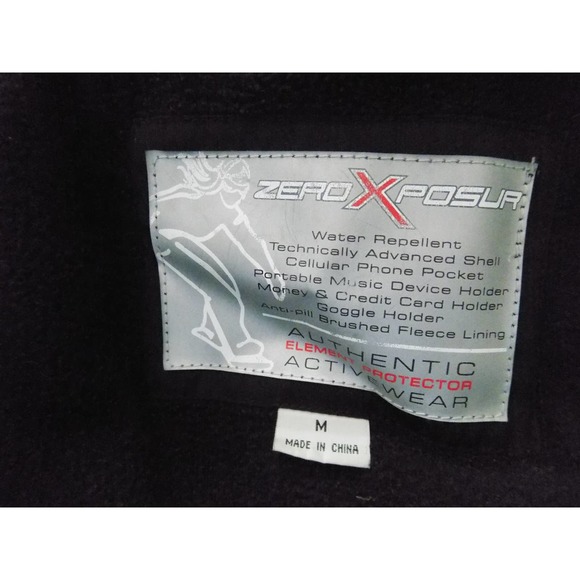 ZEROXPOSUR
Water Repellent
Technically Advanced Shell
Cellular Phone Pocket
Portable Music Device Holder
Money & Credit Card Holder
Goggle Holder
Anti-pill Brushed Fleece Lining
AUTHENTIC
ELEMENT PROTECTOR
ACTIVEWEAR
M
MADE IN CHINA